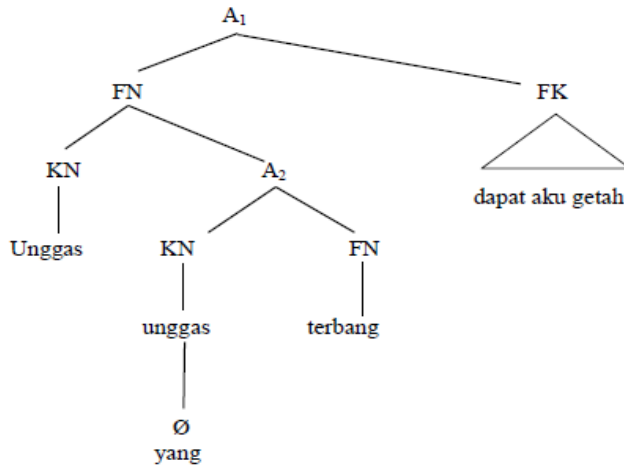 A₁
FN FK
KN A₂
dapat aku getah
Unggas KN FN
unggas terbang
Ø
yang